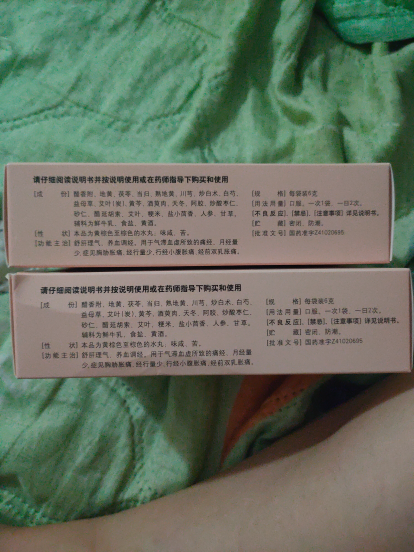 请仔细阅读说明书并按说明使用或在药师指导下购买和使用
[成 份] 醋香附、地黄、茯苓、当归、熟地黄、川芎、炒白术、白芍、
益母草、艾叶(炭)、黄芩、酒萸肉、天冬、阿胶、炒酸枣仁、
砂仁、醋延胡索、艾叶、粳米、盐小茴香、人参、甘草。
辅料为鲜牛乳、食盐、黄酒。
[性 状] 本品为黄棕色至棕色的水丸，味咸、苦。
[功能主治] 舒肝理气，养血调经。用于气滞血虚所致的痛经、月经量
少,症见胸胁胀痛,经行量少,行经小腹胀痛,经前双乳胀痛。
[规 格] 每袋装6克
[用法用量] 口服。一次1袋，一日2次。
[不良反应]、[禁忌]、[注意事项] 详见说明书。
[贮 藏] 密闭，防潮。
[批准文号] 国药准字Z41020695
请仔细阅读说明书并按说明使用或在药师指导下购买和使用
[成 份] 醋香附、地黄、茯苓、当归、熟地黄、川芎、炒白术、白芍、
益母草、艾叶(炭)、黄芩、酒萸肉、天冬、阿胶、炒酸枣仁、
砂仁、醋延胡索、艾叶、粳米、盐小茴香、人参、甘草。
辅料为鲜牛乳、食盐、黄酒。
[性 状] 本品为黄棕色至棕色的水丸，味咸、苦。
[功能主治] 舒肝理气，养血调经。用于气滞血虚所致的痛经、月经量
少,症见胸胁胀痛,经行量少,行经小腹胀痛,经前双乳胀痛。
[规 格] 每袋装6克
[用法用量] 口服。一次1袋，一日2次。
[不良反应]、[禁忌]、[注意事项] 详见说明书。
[贮 藏] 密闭，防潮。
[批准文号] 国药准字Z41020695